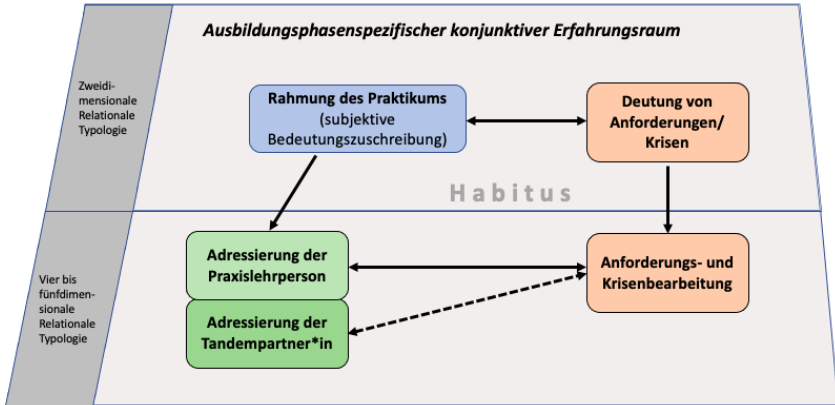 Ausbildungsphasenspezifischer konjunktiver Erfahrungsraum
Zweidi-
mensionale
Relationale
Typologie
Rahmung des Praktikums
(subjektive
Bedeutungszuschreibung)
Deutung von
Anforderungen/
Krisen
Habitus
Vier bis
fünfdimen-
sionale
Relationale
Typologie
Adressierung der
Praxislehrperson
Anforderungs- und
Krisenbearbeitung
Adressierung der
Tandempartner*in